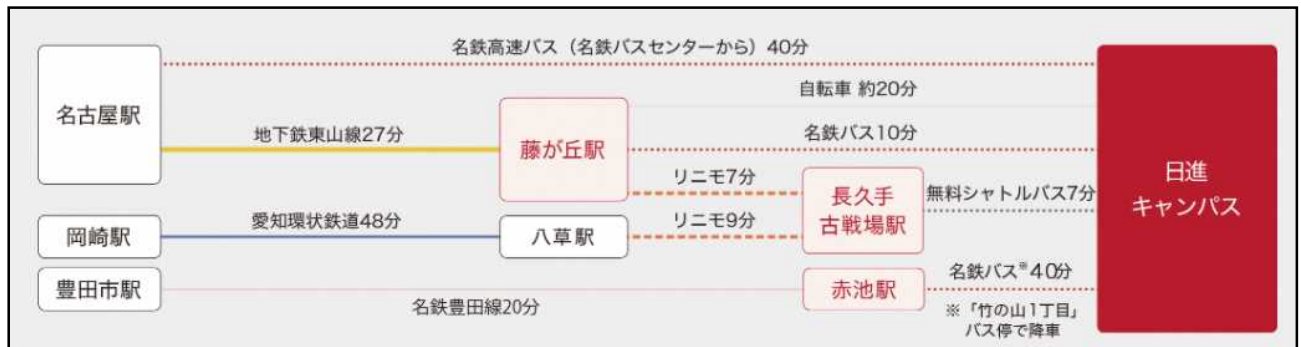 名鉄高速バス（名鉄バスセンターから）40分
名古屋駅
自転車 約20分
地下鉄東山線27分
藤が丘駅
名鉄バス10分
リニモ7分
長久手
古戦場駅
無料シャトルバス7分
日進
キャンパス
岡崎駅
愛知環状鉄道48分
八草駅
リニモ9分
豊田市駅
名鉄豊田線20分
赤池駅
名鉄バス※40分
※「竹の山1丁目」
バス停で降車